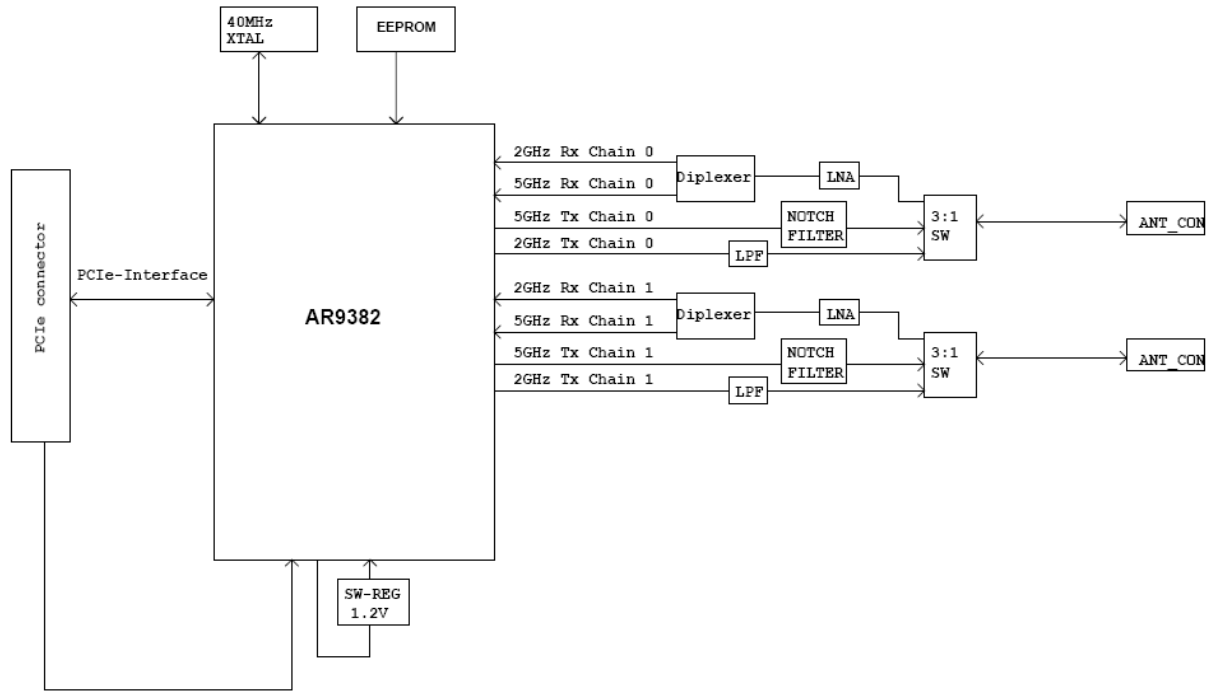 40MHz
XTAL
EEPROM
2GHz Rx Chain 0
5GHz Rx Chain 0
Diplexer
LNA
5GHz Tx Chain 0
NOTCH
FILTER
2GHz Tx Chain 0
LPF
3:1
SW
ANT_CON
PCIe connector
PCIe-Interface
AR9382
2GHz Rx Chain 1
5GHz Rx Chain 1
Diplexer
LNA
5GHz Tx Chain 1
NOTCH
FILTER
2GHz Tx Chain 1
LPF
3:1
SW
ANT_CON
SW-REG
1.2V